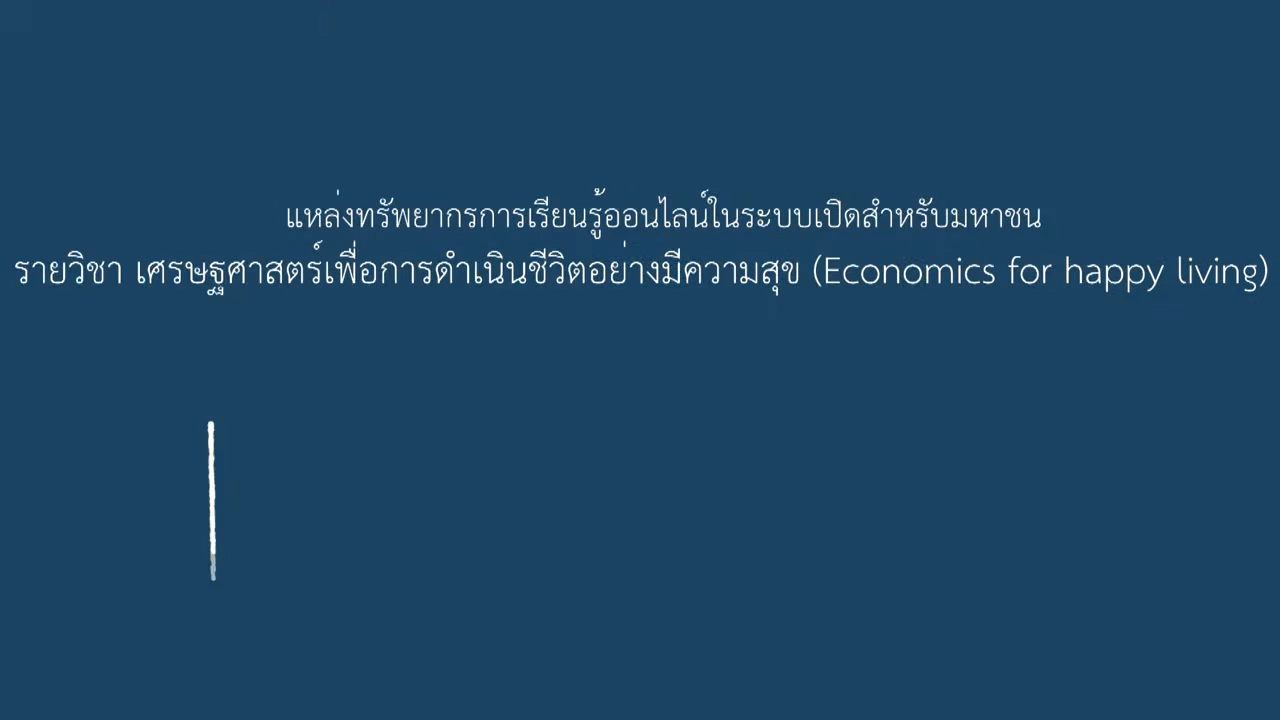 แหล่งทรัพยากรการเรียนรู้ออนไลน์ในระบบเปิดสำหรับมหาชน
รายวิชา เศรษฐศาสตร์เพื่อการดำเนินชีวิตอย่างมีความสุข (Economics for happy living)